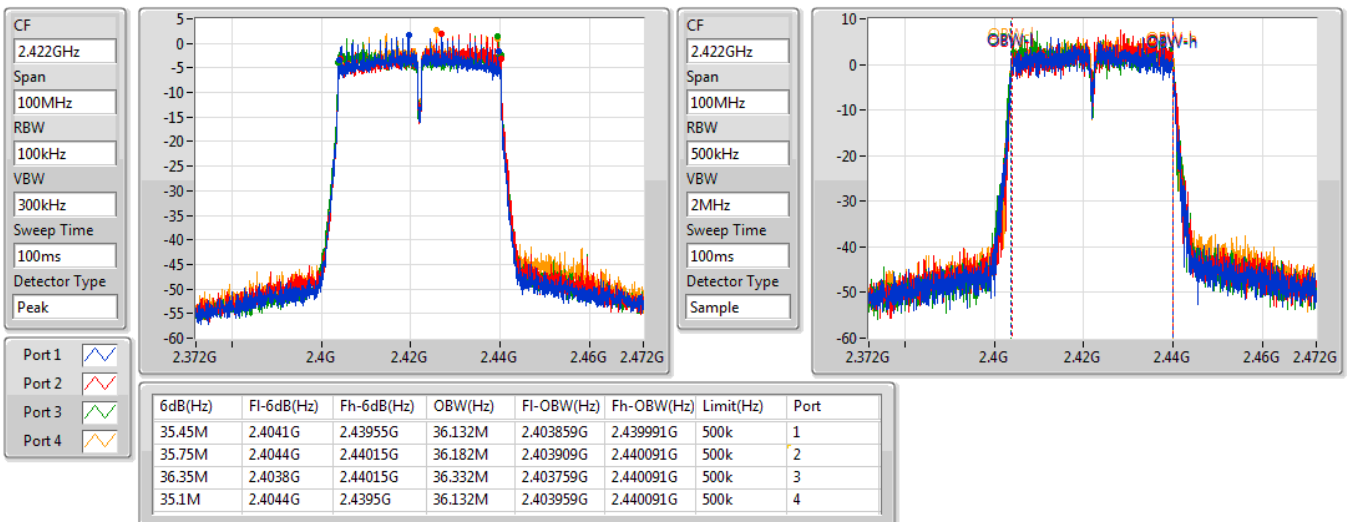 CF
2.422GHz
Span
100MHz
RBW
100kHz
VBW
300kHz
Sweep Time
100ms
Detector Type
Peak
5
0
-5
-10
-15
-20
-25
-30
-35
-40
-45
-50
-55
-60
2.372G 2.4G 2.42G 2.44G 2.46G 2.472G
CF
2.422GHz
Span
100MHz
RBW
500kHz
VBW
2MHz
Sweep Time
100ms
Detector Type
Sample
10
0
-10
-20
-30
-40
-50
-60
OBW-l OBW-h
2.372G 2.4G 2.42G 2.44G 2.46G 2.472G
Port 1
Port 2
Port 3
Port 4
6dB(Hz) Fl-6dB(Hz) Fh-6dB(Hz) OBW(Hz) Fl-OBW(Hz) Fh-OBW(Hz) Limit(Hz) Port
35.45M 2.4041G 2.43955G 36.132M 2.403859G 2.439991G 500k 1
35.75M 2.4044G 2.44015G 36.182M 2.403909G 2.440091G 500k 2
36.35M 2.4038G 2.44015G 36.332M 2.403759G 2.440091G 500k 3
35.1M 2.4044G 2.4395G 36.132M 2.403959G 2.440091G 500k 4